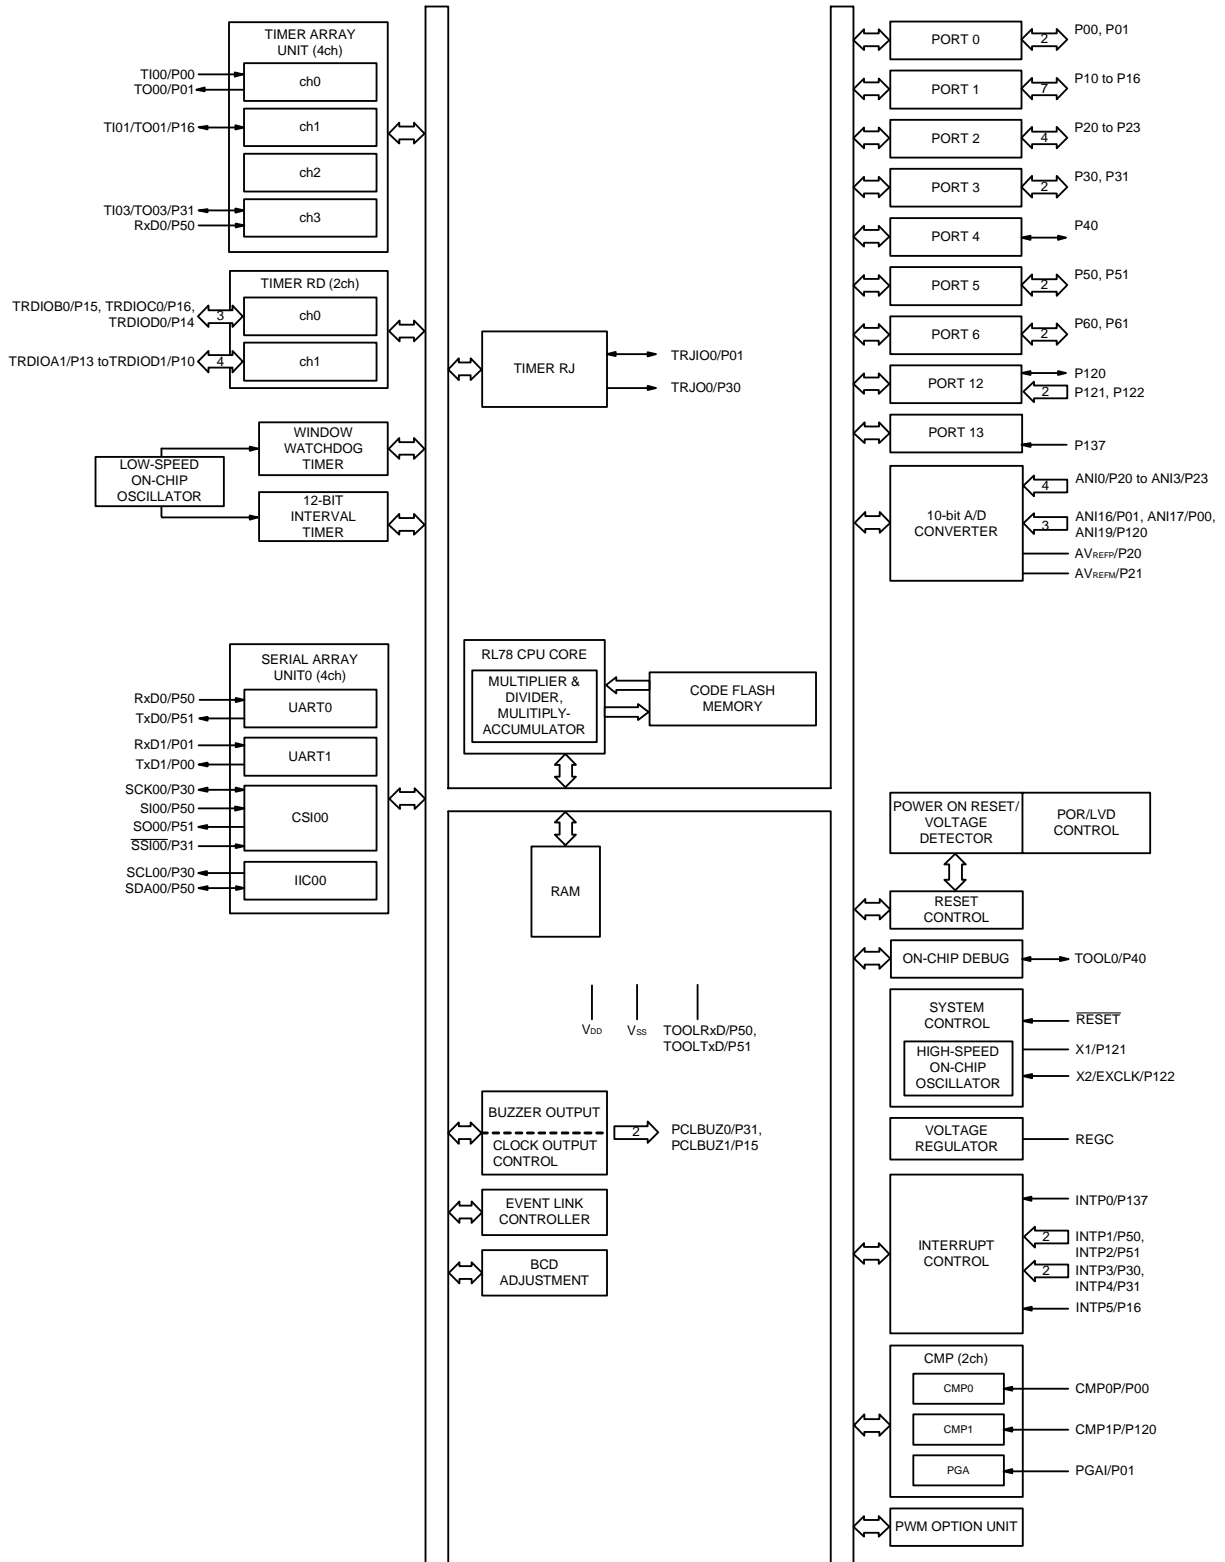 TIMER ARRAY
UNIT (4ch)
TI00/P00
TO00/P01
ch0
TI01/TO01/P16
ch1
ch2
TI03/TO03/P31
RxD0/P50
ch3
TIMER RD (2ch)
TRDIOB0/P15, TRDIOC0/P16,
TRDIOD0/P14
3
ch0
TRDIOA1/P13 toTRDIOD1/P10
4
ch1
WINDOW
WATCHDOG
TIMER
LOW-SPEED
ON-CHIP
OSCILLATOR
12-BIT
INTERVAL
TIMER
SERIAL ARRAY
UNIT0 (4ch)
RxD0/P50
TxD0/P51
UART0
RxD1/P01
TxD1/P00
UART1
SCK00/P30
SI00/P50
SO00/P51
SSI00/P31
CSI00
SCL00/P30
SDA00/P50
IIC00
TIMER RJ
TRJIO0/P01
TRJO0/P30
RL78 CPU CORE
MULTIPLIER &
DIVIDER,
MULITIPLY-
ACCUMULATOR
CODE FLASH
MEMORY
RAM
VDD
VSS
TOOLRxD/P50,
TOOLTxD/P51
BUZZER OUTPUT
CLOCK OUTPUT
CONTROL
2
PCLBUZ0/P31,
PCLBUZ1/P15
EVENT LINK
CONTROLLER
BCD
ADJUSTMENT
PORT 0
2
P00, P01
PORT 1
7
P10 to P16
PORT 2
4
P20 to P23
PORT 3
2
P30, P31
PORT 4
P40
PORT 5
2
P50, P51
PORT 6
2
P60, P61
PORT 12
P120
2
P121, P122
PORT 13
P137
10-bit A/D
CONVERTER
4
ANI0/P20 to ANI3/P23
3
ANI16/P01, ANI17/P00,
ANI19/P120
AVREFP/P20
AVREFM/P21
POWER ON RESET/
VOLTAGE
DETECTOR
POR/LVD
CONTROL
RESET
CONTROL
ON-CHIP DEBUG
TOOL0/P40
SYSTEM
CONTROL
RESET
HIGH-SPEED
ON-CHIP
OSCILLATOR
X1/P121
X2/EXCLK/P122
VOLTAGE
REGULATOR
REGC
INTERRUPT
CONTROL
INTP0/P137
2
INTP1/P50,
INTP2/P51
2
INTP3/P30,
INTP4/P31
INTP5/P16
CMP (2ch)
CMP0
CMP0P/P00
CMP1
CMP1P/P120
PGA
PGAI/P01
PWM OPTION UNIT